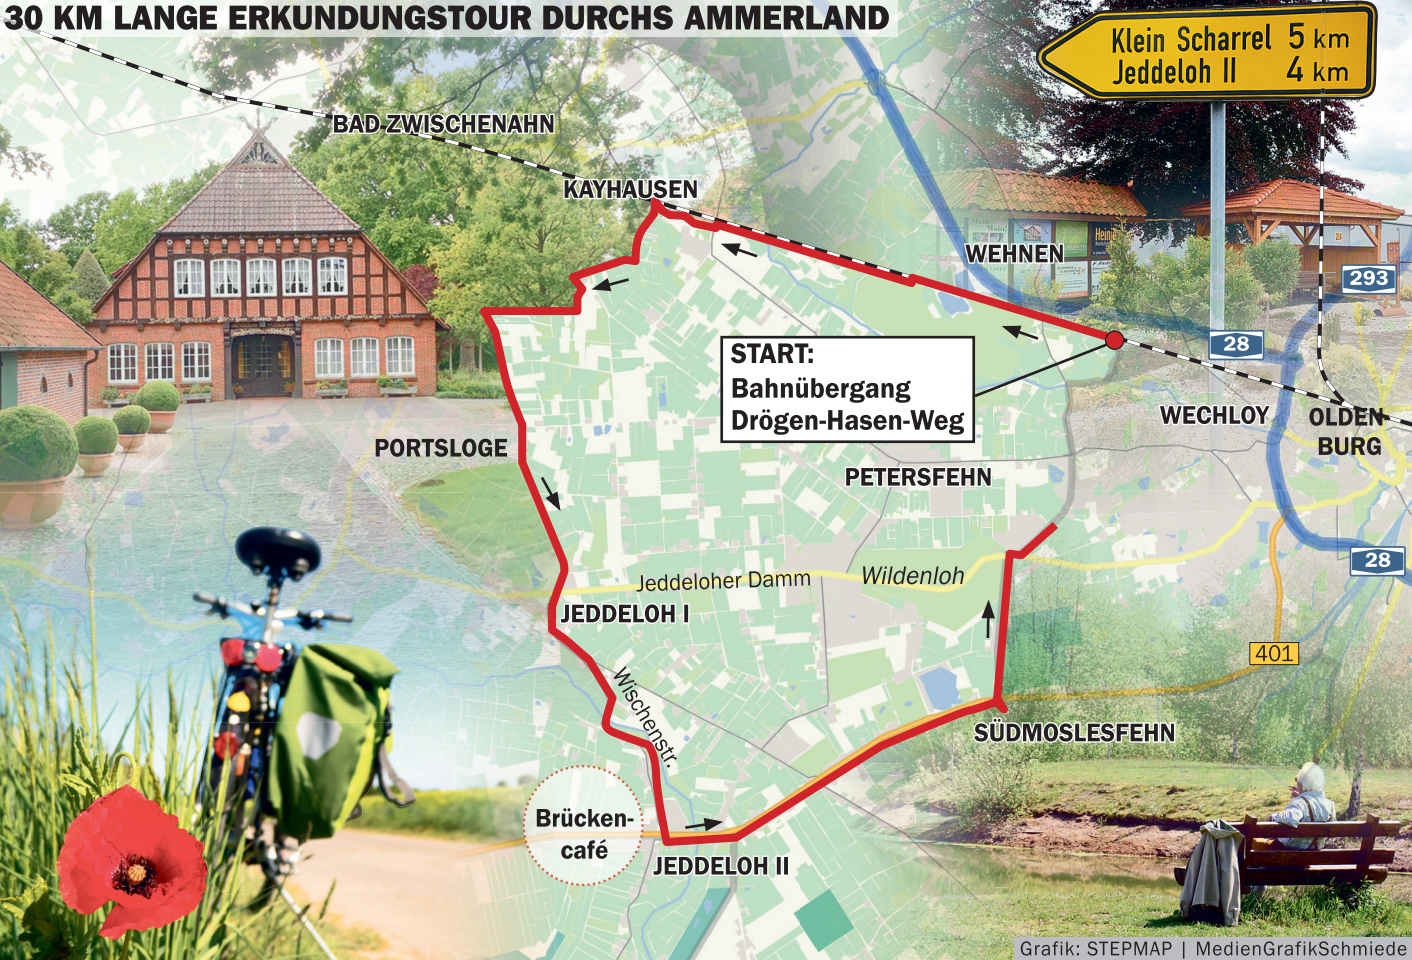 30 KM LANGE ERKUNDUNGSTOUR DURCHS AMMERLAND
Klein Scharrel 5 km
Jeddeloh II 4 km
BAD ZWISCHENAHN
KAYHAUSEN
WEHNEN
293
28
START:
Bahnübergang
Drögen-Hasen-Weg
WECHLOY
OLDEN
BURG
PORTSLOGE
PETERSFEHN
28
Jeddeloher Damm
Wildenloh
JEDDELOH I
401
Wischenstr.
SÜDMOSLESFEHN
Brücken-
café
JEDDELOH II
Grafik: STEPMAP | MedienGrafikSchmiede